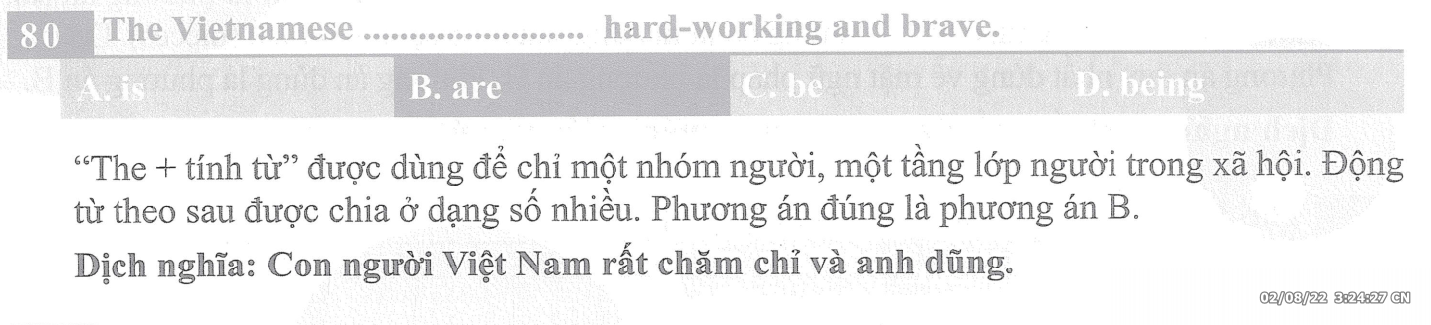 80 The Vietnamese ........................ hard-working and brave.
A. is B. are C. be D. being
“The + tính từ” được dùng để chỉ một nhóm người, một tầng lớp người trong xã hội. Động
từ theo sau được chia ở dạng số nhiều. Phương án đúng là phương án B.
Dịch nghĩa: Con người Việt Nam rất chăm chỉ và anh dũng.
02/08/22 3:24:27 CN